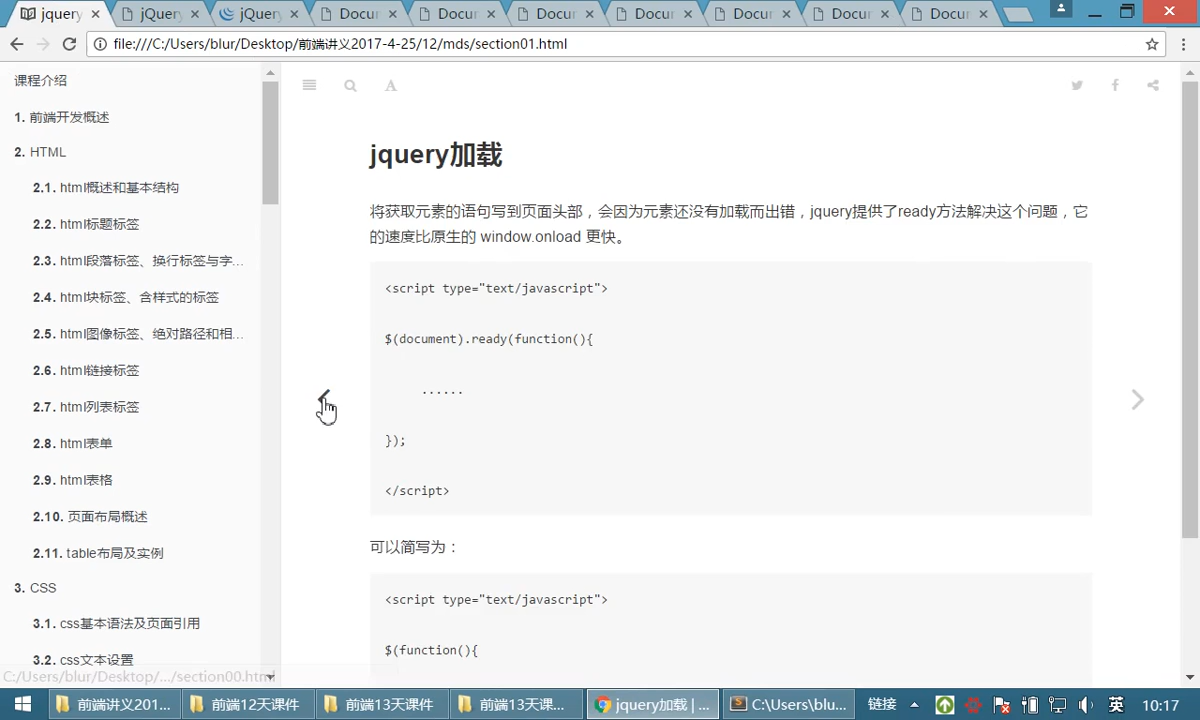 jquery
jQuery
jQuery
Docum
Docum
Docum
Docum
Docum
Docum
Docum
file:///C:/Users/blur/Desktop/前端讲义2017-4-25/12/mds/section01.html
课程介绍
1. 前端开发概述
2. HTML
2.1. html概述和基本结构
2.2. html标题标签
2.3. html段落标签、换行标签与字...
2.4. html块标签、含样式的标签
2.5. html图像标签、绝对路径和相...
2.6. html链接标签
2.7. html列表标签
2.8. html表单
2.9. html表格
2.10. 页面布局概述
2.11. table布局及实例
3. CSS
3.1. css基本语法及页面引用
3.2. css文本设置
C:/Users/blur/Desktop/.../section00.html
A
jquery加载
将获取元素的语句写到页面头部，会因为元素还没有加载而出错，jquery提供了ready方法解决这个问题，它
的速度比原生的 window.onload 更快。
<script type="text/javascript">
$(document).ready(function(){
......
});
</script>
可以简写为：
<script type="text/javascript">
$(function(){
前端讲义201...
前端12天课件
前端13天课件
前端13天课...
jquery加载 | ...
C:\Users\blu...
链接
英
10:17